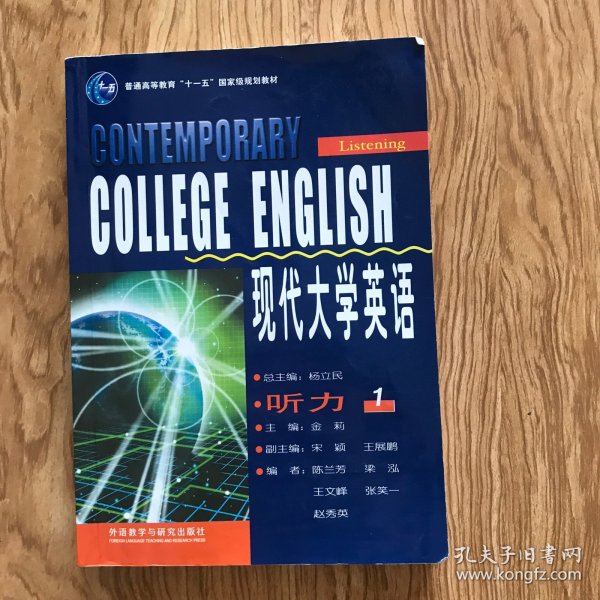 十一五
普通高等教育“十一五”国家级规划教材
CONTEMPORARY
Listening
COLLEGE ENGLISH
现代大学英语
总主编：杨立民
听力 1
主 编：金 莉
副主编：宋 颖 王展鹏
编 者：陈兰芳 梁 泓
王文峰 张笑一
赵秀英
外语教学与研究出版社
FOREIGN LANGUAGE TEACHING AND RESEARCH PRESS
孔夫子旧书网
www.kongfz.com